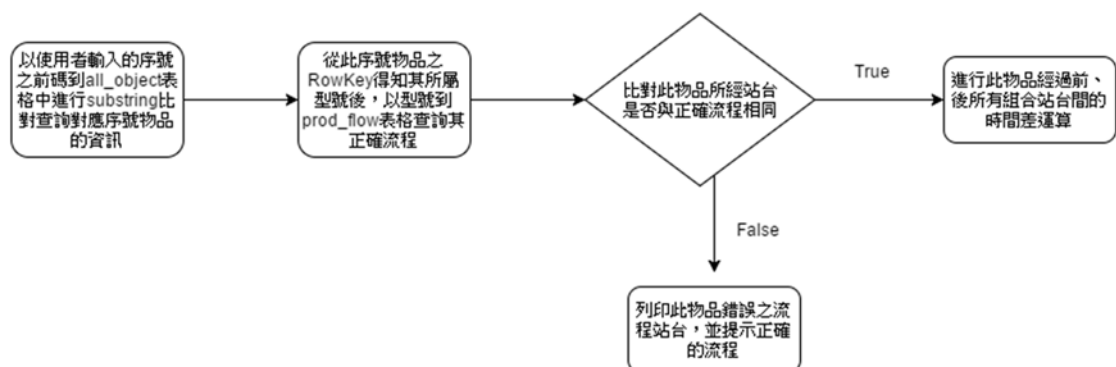 以使用者輸入的序號
之前碼到all_object表
格中進行substring比
對查詢對應序號物品
的資訊
從此序號物品之
RowKey得知其所屬
型號後，以型號到
prod_flow表格查詢其
正確流程
比對此物品所經站台
是否與正確流程相同
True
進行此物品經過前、
後所有組合站台間的
時間差運算
False
列印此物品錯誤之流
程站台，並提示正確
的流程